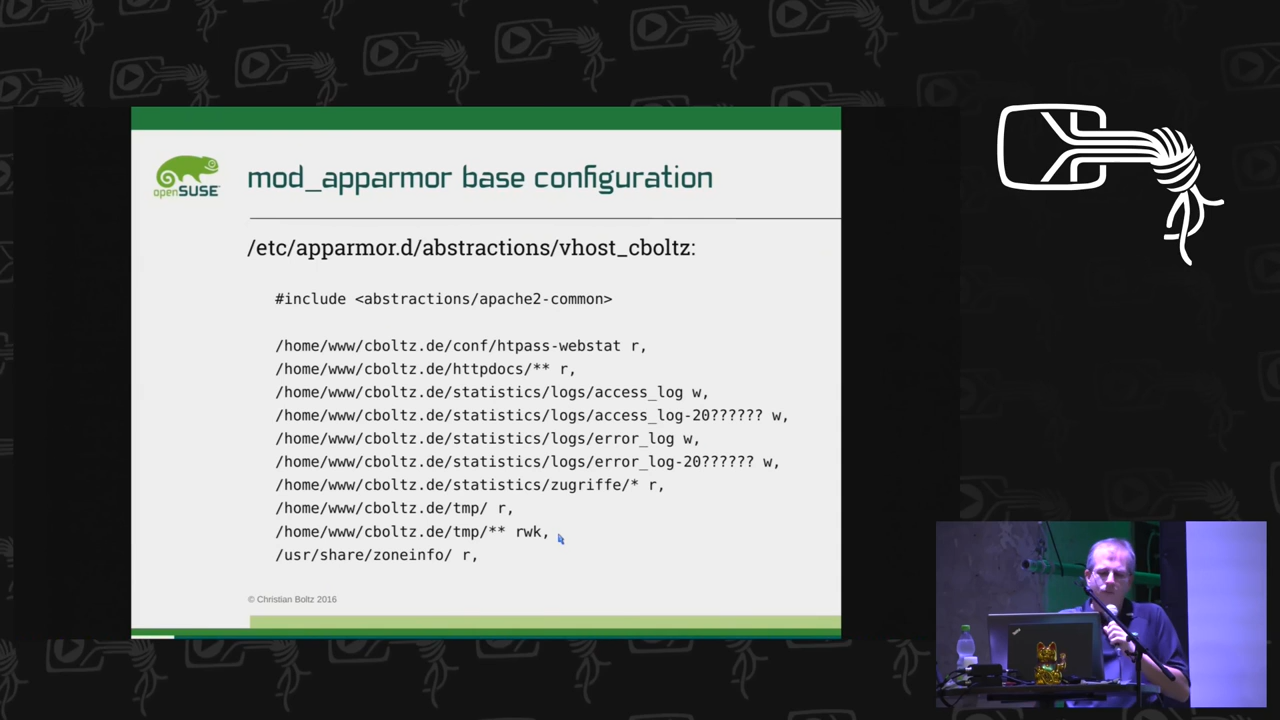 openSUSE
mod_apparmor base configuration
/etc/apparmor.d/abstractions/vhost_cboltz:
#include <abstractions/apache2-common>
/home/www/cboltz.de/conf/htpass-webstat r,
/home/www/cboltz.de/httpdocs/** r,
/home/www/cboltz.de/statistics/logs/access_log w,
/home/www/cboltz.de/statistics/logs/access_log-20?????? w,
/home/www/cboltz.de/statistics/logs/error_log w,
/home/www/cboltz.de/statistics/logs/error_log-20?????? w,
/home/www/cboltz.de/statistics/zugriffe/* r,
/home/www/cboltz.de/tmp/ r,
/home/www/cboltz.de/tmp/** rwk,
/usr/share/zoneinfo/ r,
© Christian Boltz 2016